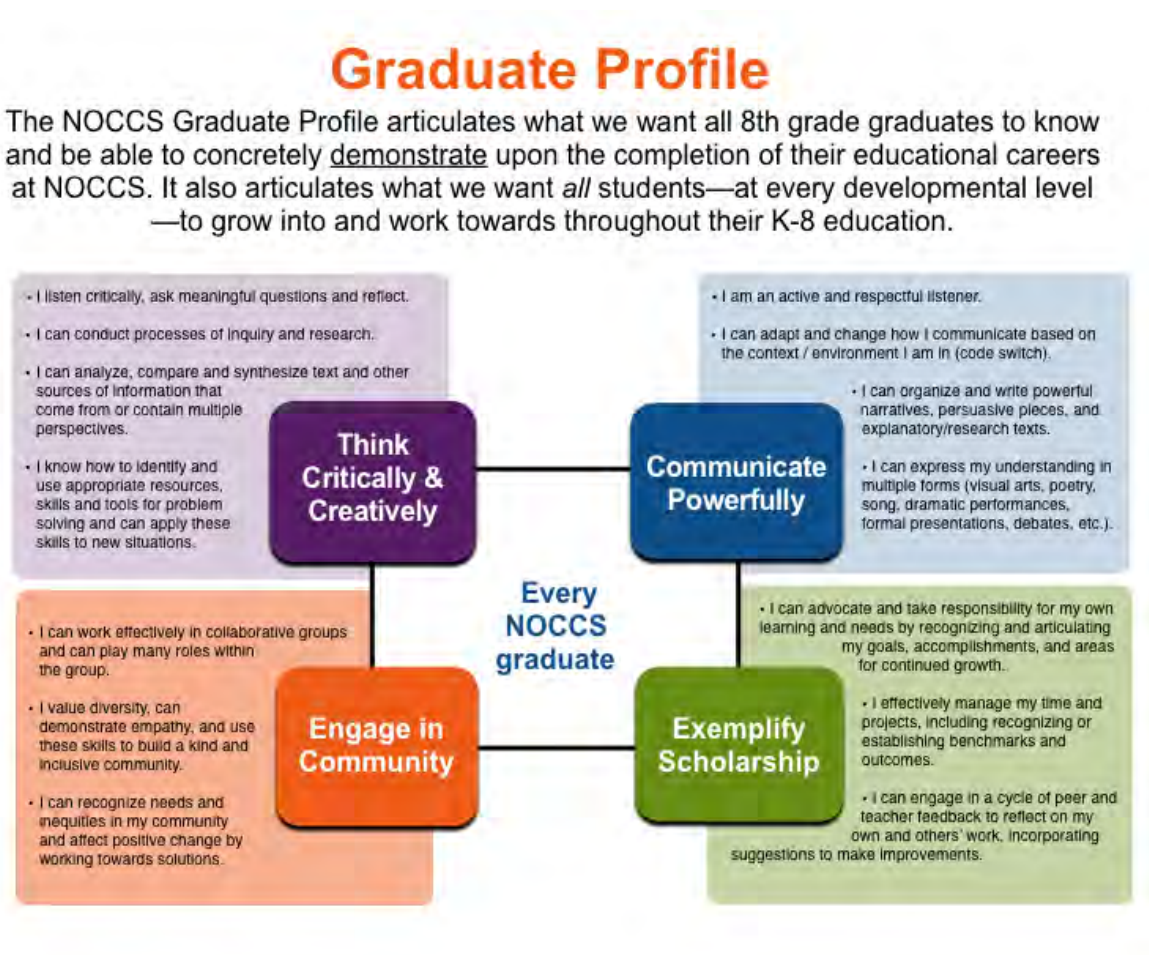 Graduate Profile
The NOCCS Graduate Profile articulates what we want all 8th grade graduates to know
and be able to concretely demonstrate upon the completion of their educational careers
at NOCCS. It also articulates what we want all students—at every developmental level
—to grow into and work towards throughout their K-8 education.
• I listen critically, ask meaningful questions and reflect.
• I can conduct processes of inquiry and research.
• I can analyze, compare and synthesize text and other
sources of information that
come from or contain multiple
perspectives.
• I know how to identify and
use appropriate resources,
skills and tools for problem
solving and can apply these
skills to new situations.
Think
Critically &
Creatively
• I am an active and respectful listener.
• I can adapt and change how I communicate based on
the context / environment I am in (code switch).
• I can organize and write powerful
narratives, persuasive pieces, and
explanatory/research texts.
• I can express my understanding in
multiple forms (visual arts, poetry,
song, dramatic performances,
formal presentations, debates, etc.).
Communicate
Powerfully
Every
NOCCS
graduate
• I can work effectively in collaborative groups
and can play many roles within
the group.
• I value diversity, can
demonstrate empathy, and use
these skills to build a kind and
inclusive community.
• I can recognize needs and
inequities in my community
and affect positive change by
working towards solutions.
Engage in
Community
• I can advocate and take responsibility for my own
learning and needs by recognizing and articulating
my goals, accomplishments, and areas
for continued growth.
• I effectively manage my time and
projects, including recognizing or
establishing benchmarks and
outcomes.
• I can engage in a cycle of peer and
teacher feedback to reflect on my
own and others' work, incorporating
suggestions to make improvements.
Exemplify
Scholarship